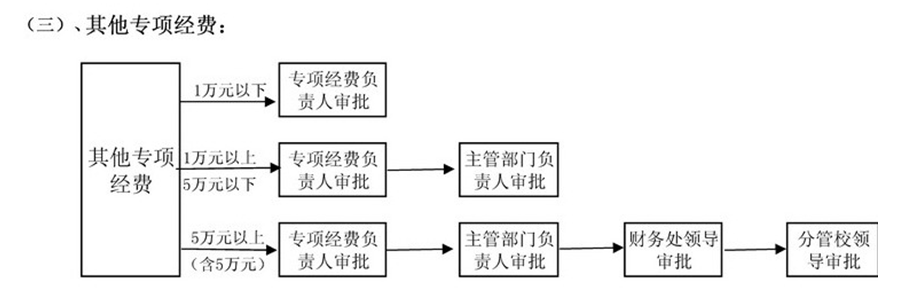 （三）、其他专项经费：
其他专项
经费
1万元以下
专项经费负
责人审批
1万元以上
5万元以下
专项经费负
责人审批
主管部门负
责人审批
5万元以上
（含5万元）
专项经费负
责人审批
主管部门负
责人审批
财务处领导
审批
分管校领
导审批